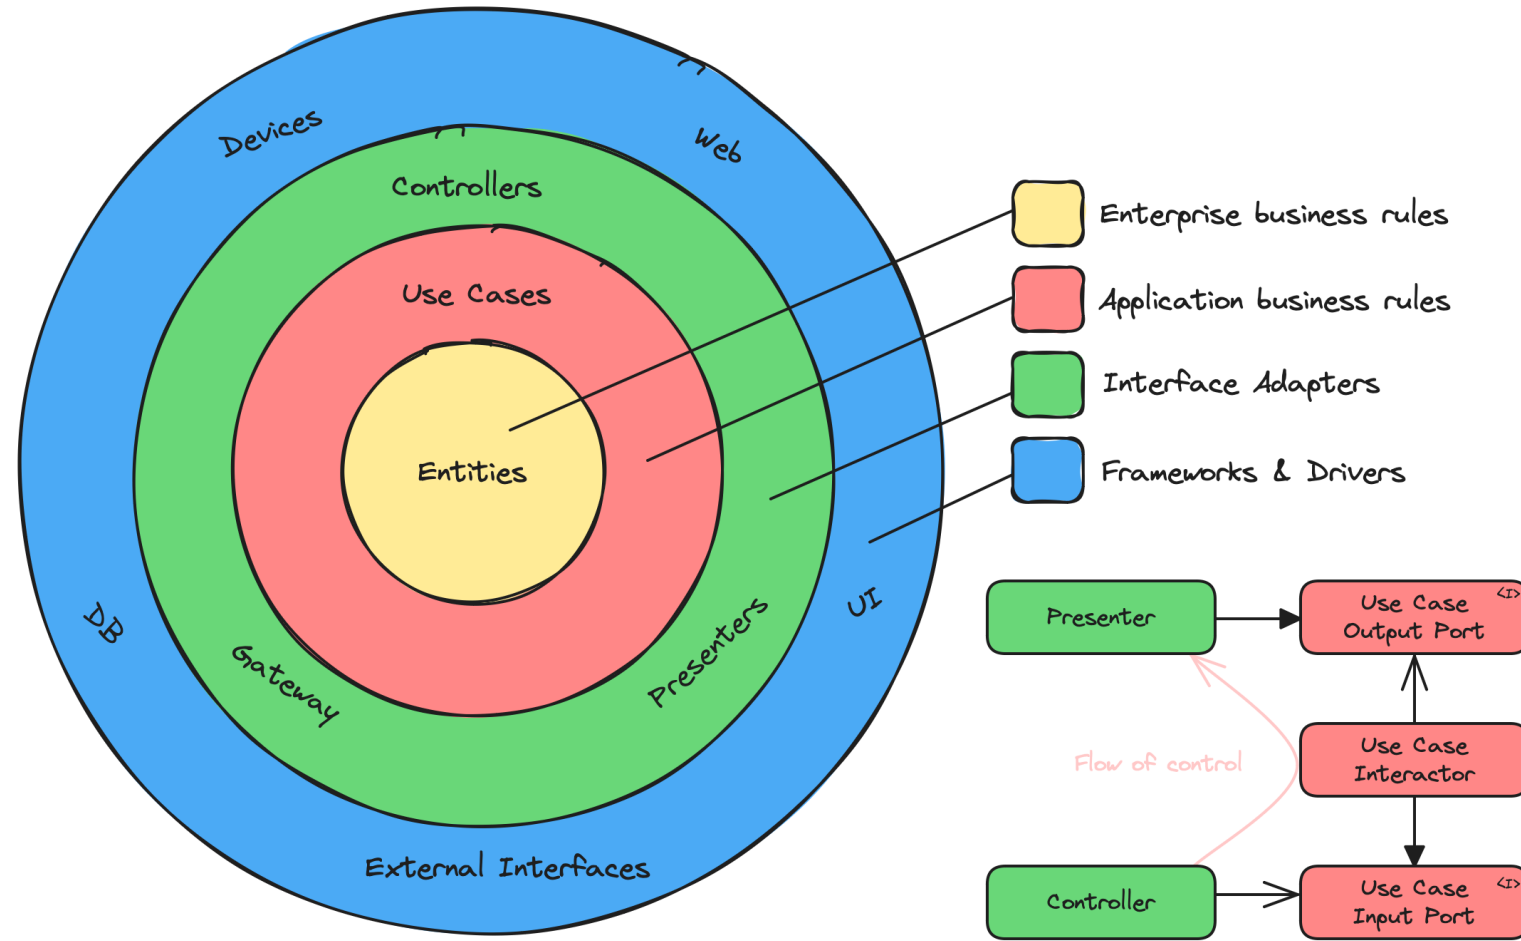 Devices
Web
Controllers
Use Cases
Entities
DB
Gateway
Presenters
UI
External Interfaces
Enterprise business rules
Application business rules
Interface Adapters
Frameworks & Drivers
Presenter
<I>
Use Case
Output Port
Flow of control
Use Case
Interactor
Controller
<I>
Use Case
Input Port